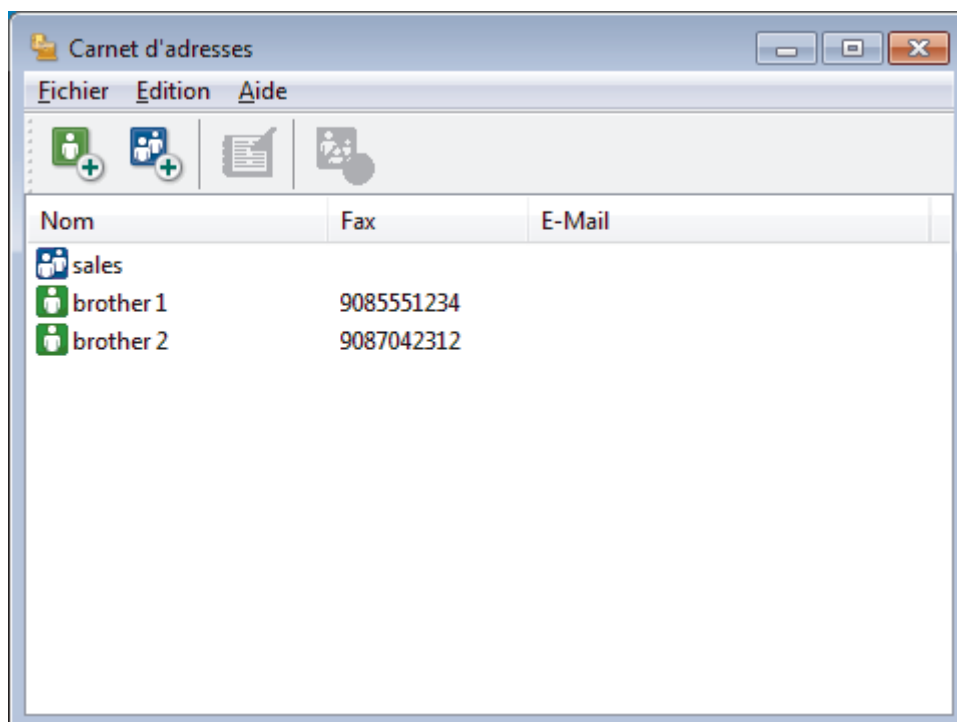 Carnet d'adresses
Fichier Edition Aide
Nom Fax E-Mail
sales
brother 1 9085551234
brother 2 9087042312